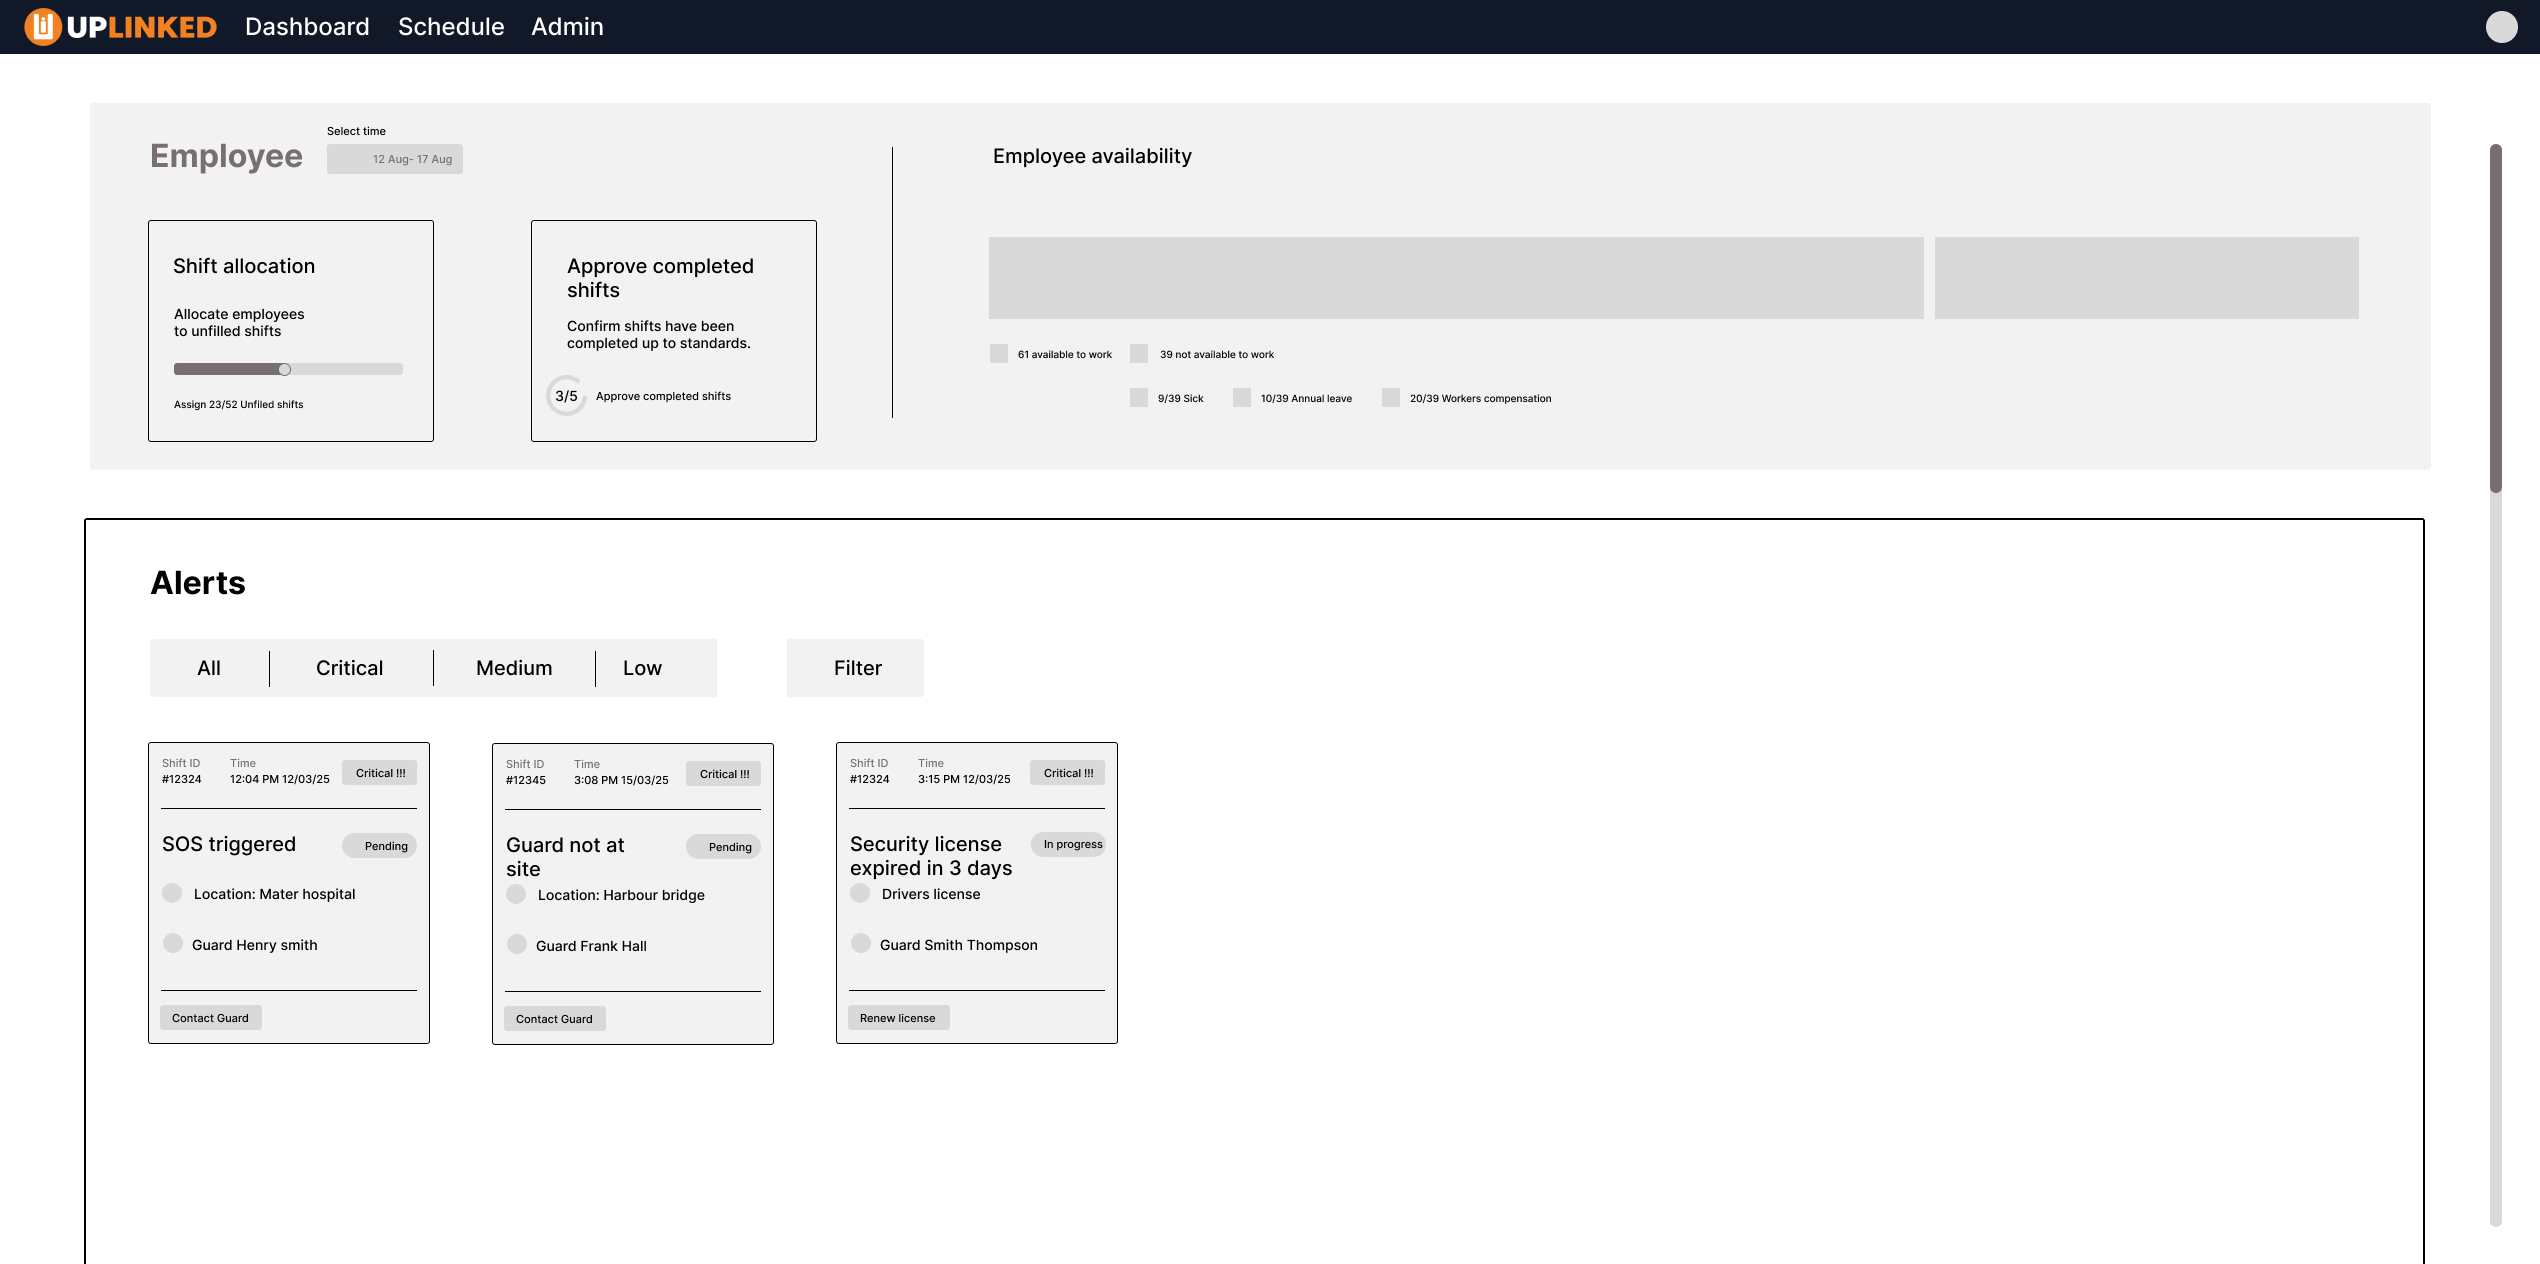 UPLINKED Dashboard Schedule Admin
Employee
Select time
12 Aug- 17 Aug
Shift allocation
Allocate employees
to unfilled shifts
Assign 23/52 Unfiled shifts
Approve completed
shifts
Confirm shifts have been
completed up to standards.
3/5 Approve completed shifts
Employee availability
61 available to work
39 not available to work
9/39 Sick
10/39 Annual leave
20/39 Workers compensation
Alerts
All
Critical
Medium
Low
Filter
Shift ID
#12324
Time
12:04 PM 12/03/25
Critical !!!
SOS triggered
Pending
Location: Mater hospital
Guard Henry smith
Contact Guard
Shift ID
#12345
Time
3:08 PM 15/03/25
Critical !!!
Guard not at
site
Pending
Location: Harbour bridge
Guard Frank Hall
Contact Guard
Shift ID
#12324
Time
3:15 PM 12/03/25
Critical !!!
Security license
expired in 3 days
In progress
Drivers license
Guard Smith Thompson
Renew license